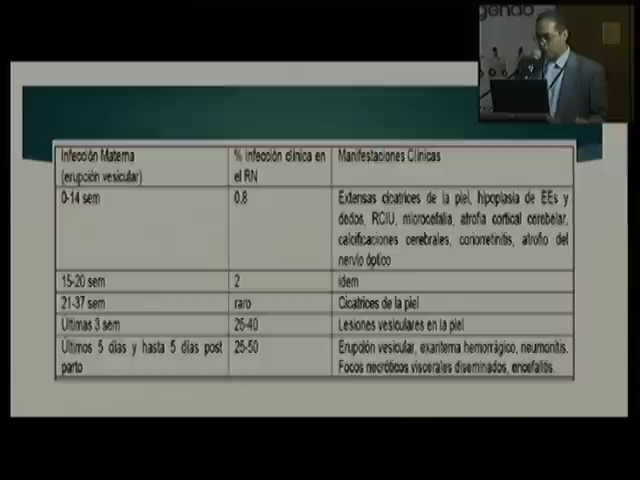 gendo
Infección Materna
(erupción vesicular)
% Infección clínica en
el RN
Manifestaciones Clínicas
0-14 sem
0,8
Extensas cicatrices de la piel, hipoplasia de EEs y
dedos, RCIU, microcefalia, atrofia cortical cerebelar,
calcificaciones cerebrales, corioretinitis, atrofio del
nervio óptico
15-20 sem
2
idem
21-37 sem
raro
Cicatrices de la piel
Últimas 3 sem
25-40
Lesiones vesiculares en la piel
Últimos 5 días y hasta 5 días post
parto
25-50
Erupción vesicular, exantema hemorrágico, neumonitis.
Focos necróticos viscerales diseminados, encefalitis.